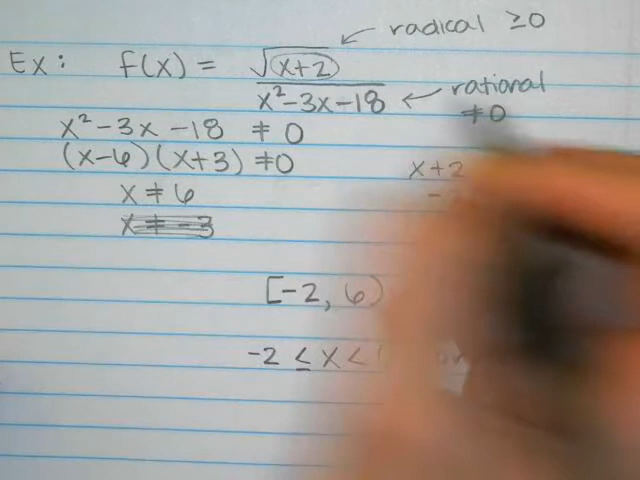 radical ≥0
Ex: f(x) = √(x+2)
x²-3x-18
rational
≠0
x²-3x-18 ≠ 0
(x-6)(x+3) ≠0
x+2
x ≠ 6
x ≠ -3
[-2, 6)
-2 ≤ x <